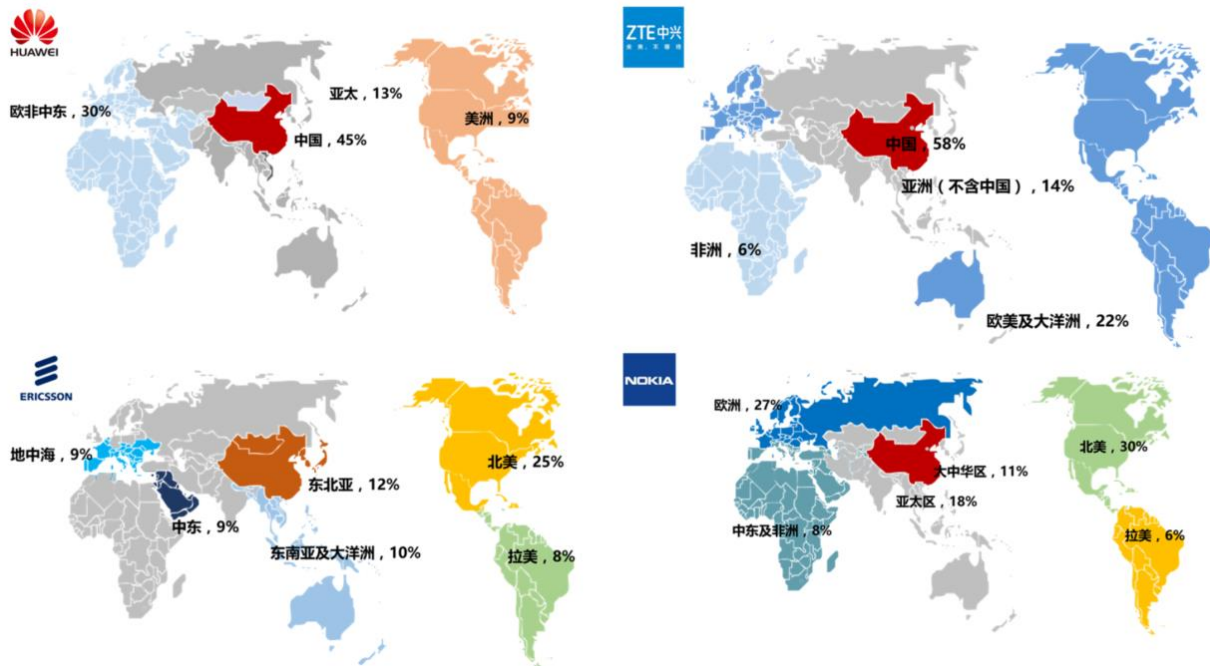 HUAWEI
欧非中东，30%
亚太，13%
中国，45%
美洲，9%
ZTE中兴
中国，58%
亚洲（不含中国），14%
非洲，6%
欧美及大洋洲，22%
ERICSSON
地中海，9%
北美，25%
东北亚，12%
中东，9%
东南亚及大洋洲，10%
拉美，8%
NOKIA
欧洲，27%
北美，30%
大中华区，11%
亚太区，18%
中东及非洲，8%
拉美，6%